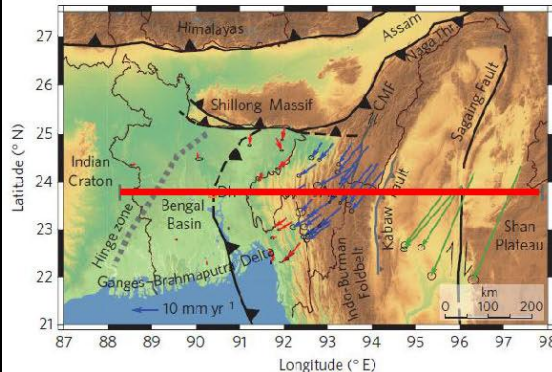 27
26
25
24
23
22
21
Latitude (° N)
Himalayas
Assam
Naga Thr.
Shillong Massif
CMF
Sagaing Fault
Indian
Craton
Hinge zone
Bengal
Basin
Kabaw Fault
Shan
Plateau
Ganges–Brahmaputra Delta
Indo-Burman
Foldbelt
10 mm yr⁻¹
km
0 100 200
87 88 89 90 91 92 93 94 95 96 97 98
Longitude (° E)